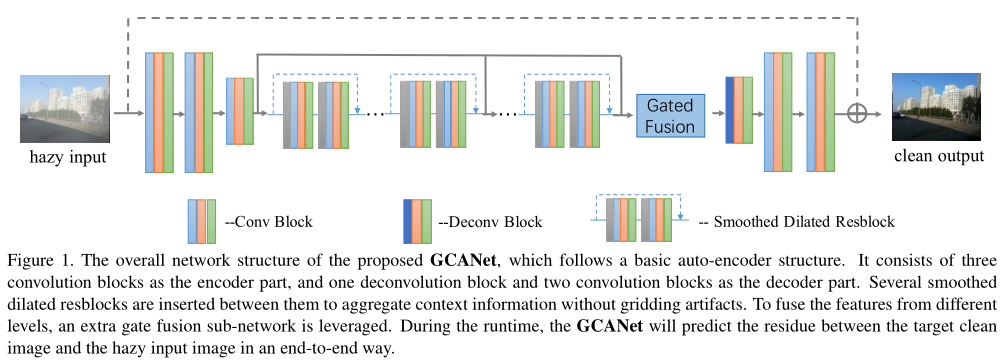 Gated
Fusion
hazy input
clean output
--Conv Block
--Deconv Block
-- Smoothed Dilated Resblock
Figure 1. The overall network structure of the proposed GCANet, which follows a basic auto-encoder structure. It consists of three
convolution blocks as the encoder part, and one deconvolution block and two convolution blocks as the decoder part. Several smoothed
dilated resblocks are inserted between them to aggregate context information without gridding artifacts. To fuse the features from different
levels, an extra gate fusion sub-network is leveraged. During the runtime, the GCANet will predict the residue between the target clean
image and the hazy input image in an end-to-end way.